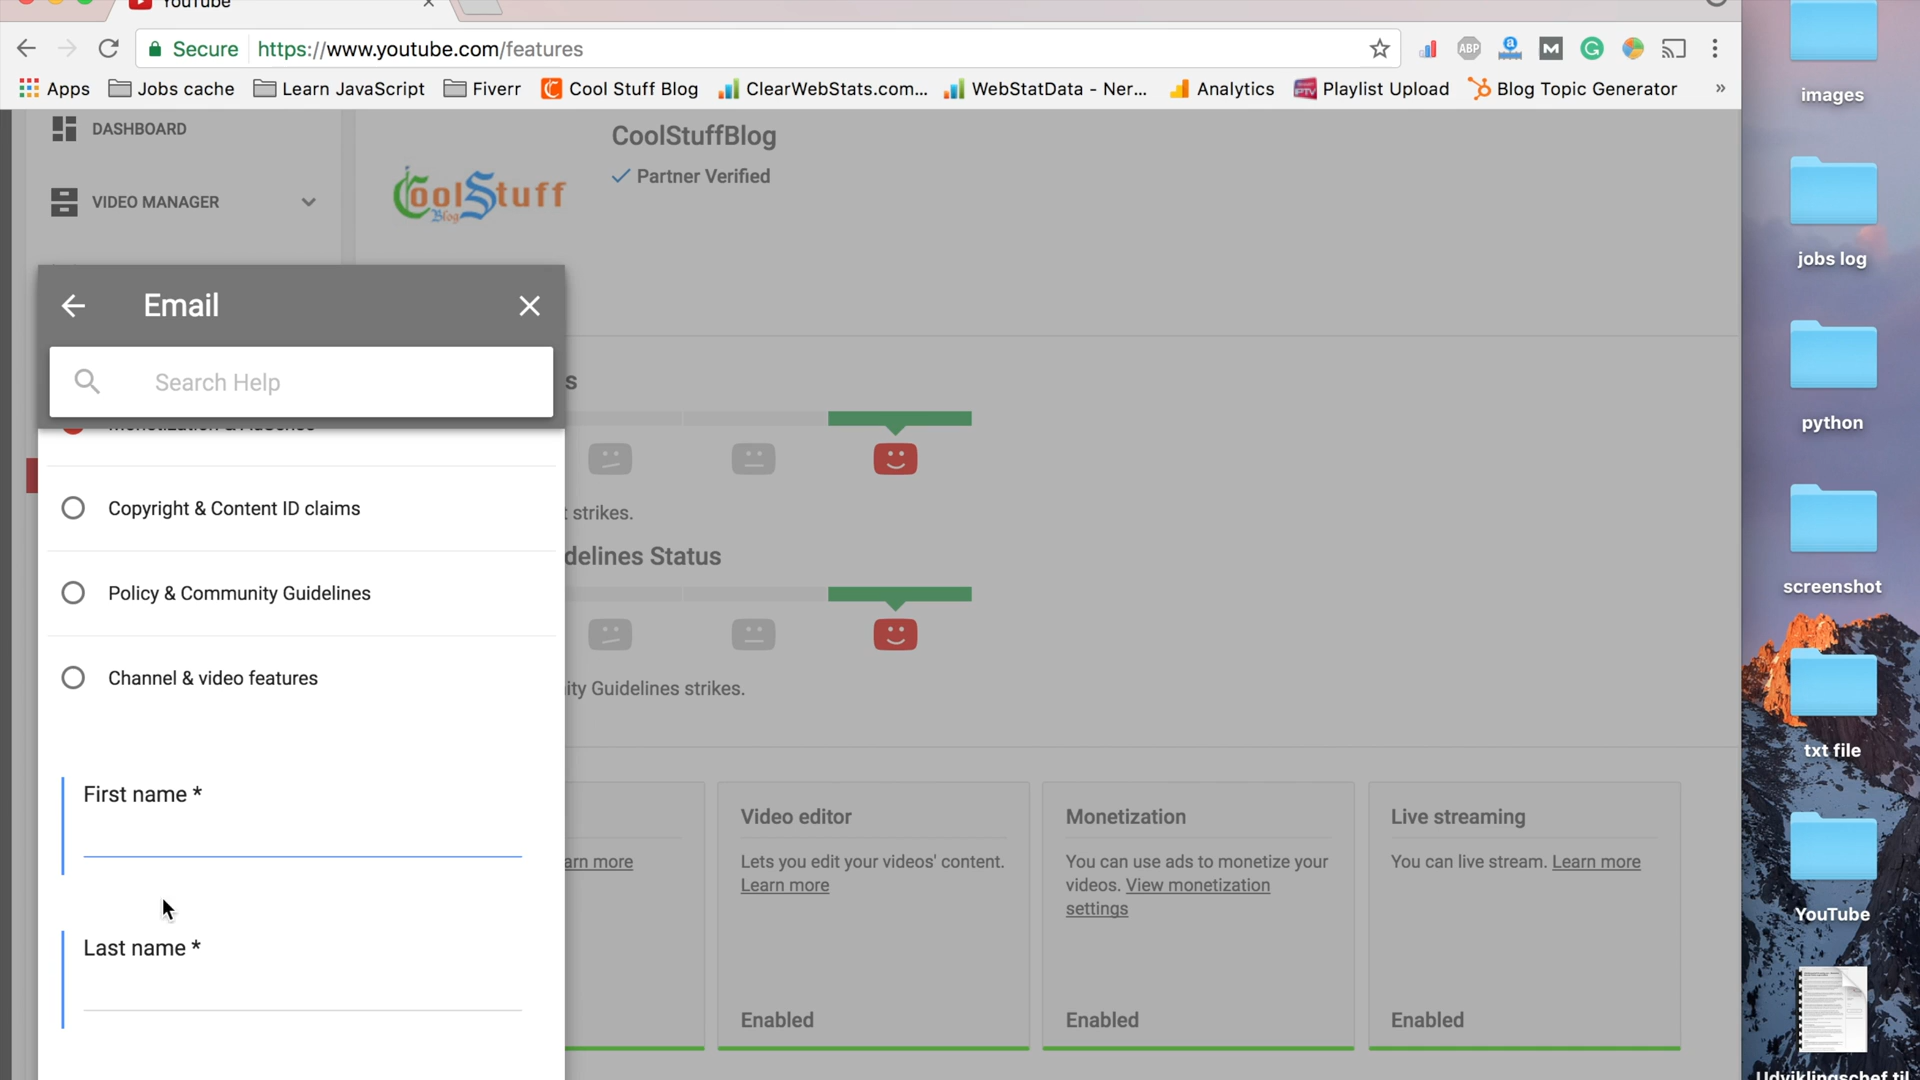 YouTube
Secure https://www.youtube.com/features
ABP
a
M
G
Apps Jobs cache Learn JavaScript Fiverr Cool Stuff Blog ClearWebStats.com... WebStatData - Ner... Analytics Playlist Upload Blog Topic Generator »
DASHBOARD
VIDEO MANAGER
CoolStuff
Blog
CoolStuffBlog
Partner Verified
Email
Search Help
Copyright & Content ID claims
Policy & Community Guidelines
Channel & video features
First name *
Last name *
s
t strikes.
delines Status
ity Guidelines strikes.
arn more
Video editor
Lets you edit your videos' content.
Learn more
Enabled
Monetization
You can use ads to monetize your
videos. View monetization
settings
Enabled
Live streaming
You can live stream. Learn more
Enabled
images
jobs log
python
screenshot
txt file
YouTube
Udviklingschef til